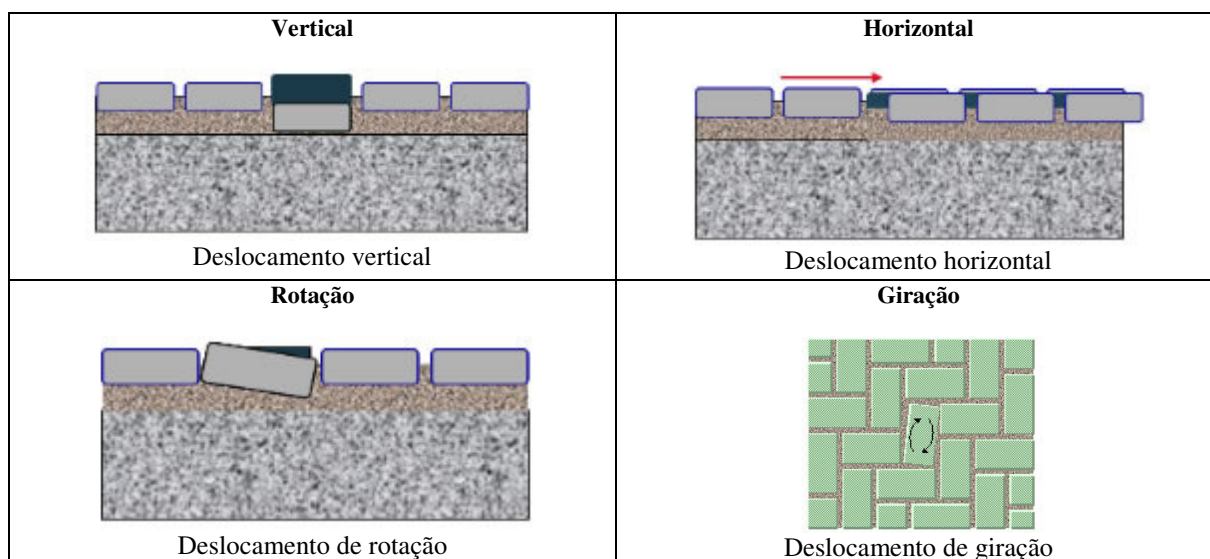 Vertical
Horizontal
Deslocamento vertical
Deslocamento horizontal
Rotação
Giração
Deslocamento de rotação
Deslocamento de giração